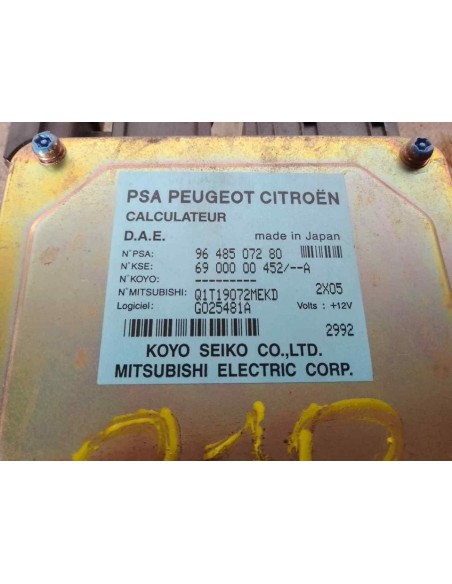 PSA PEUGEOT CITROËN
CALCULATEUR
D.A.E. made in Japan
N°PSA: 96 485 072 80
N°KSE: 69 000 00 452/--A
N°KOYO: ---------
N°MITSUBISHI: Q1T19072MEKD 2X05
Logiciel: G025481A Volts : +12V
2992
KOYO SEIKO CO.,LTD.
MITSUBISHI ELECTRIC CORP.